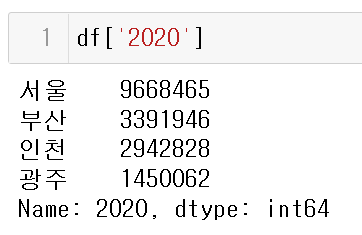 1 df['2020']
서울 9668465
부산 3391946
인천 2942828
광주 1450062
Name: 2020, dtype: int64